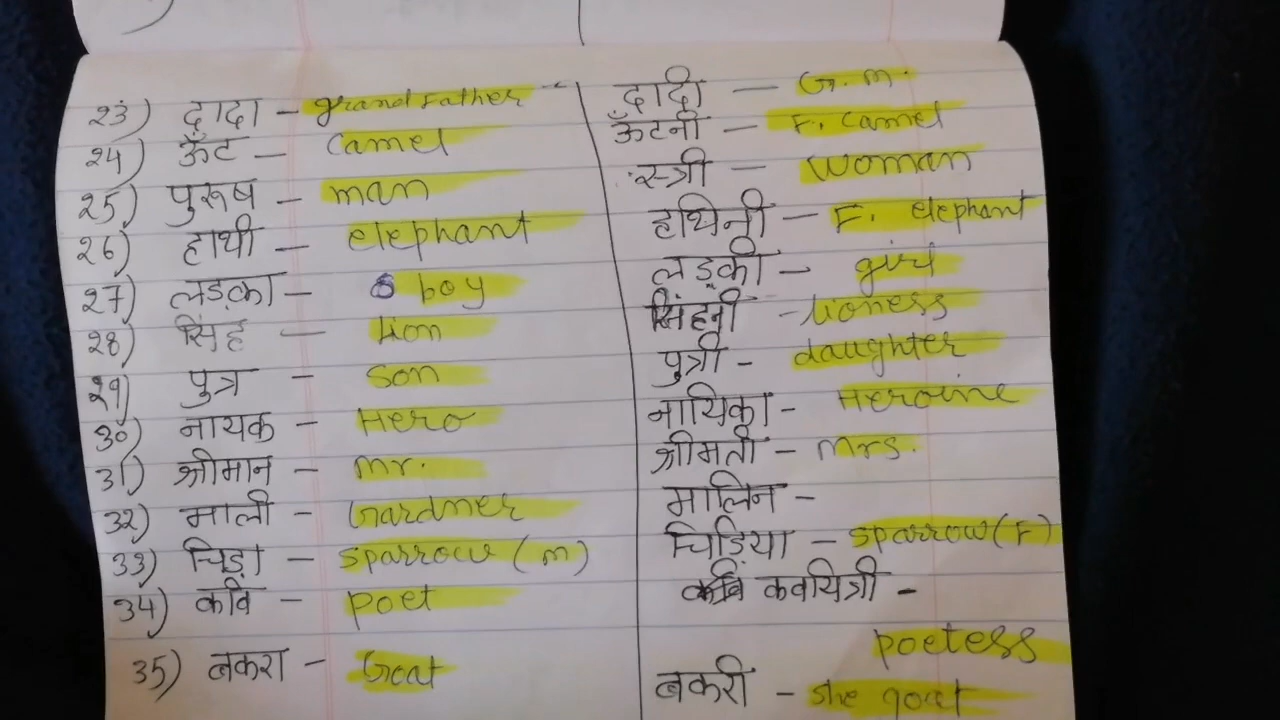 23) दादा - grandFather - दादी - G.m.
24) ऊँट - Camel ऊँटनी - F. camel
25) पुरुष - man स्त्री - woman
26) हाथी - elephant हथिनी - F. elephant
27) लड़का - boy लड़की - girl
28) सिंह - lion सिंहनी - lioness
29) पुत्र - son पुत्री - daughter
30) नायक - Hero नायिका - Heroine
31) श्रीमान - mr. श्रीमती - mrs.
32) माली - Gardner मालिन -
33) चिड़ा - sparrow (m) चिड़िया - sparrow (F)
34) कवि - poet कवयित्री -
poetess
35) बकरा - Goat बकरी - she goat